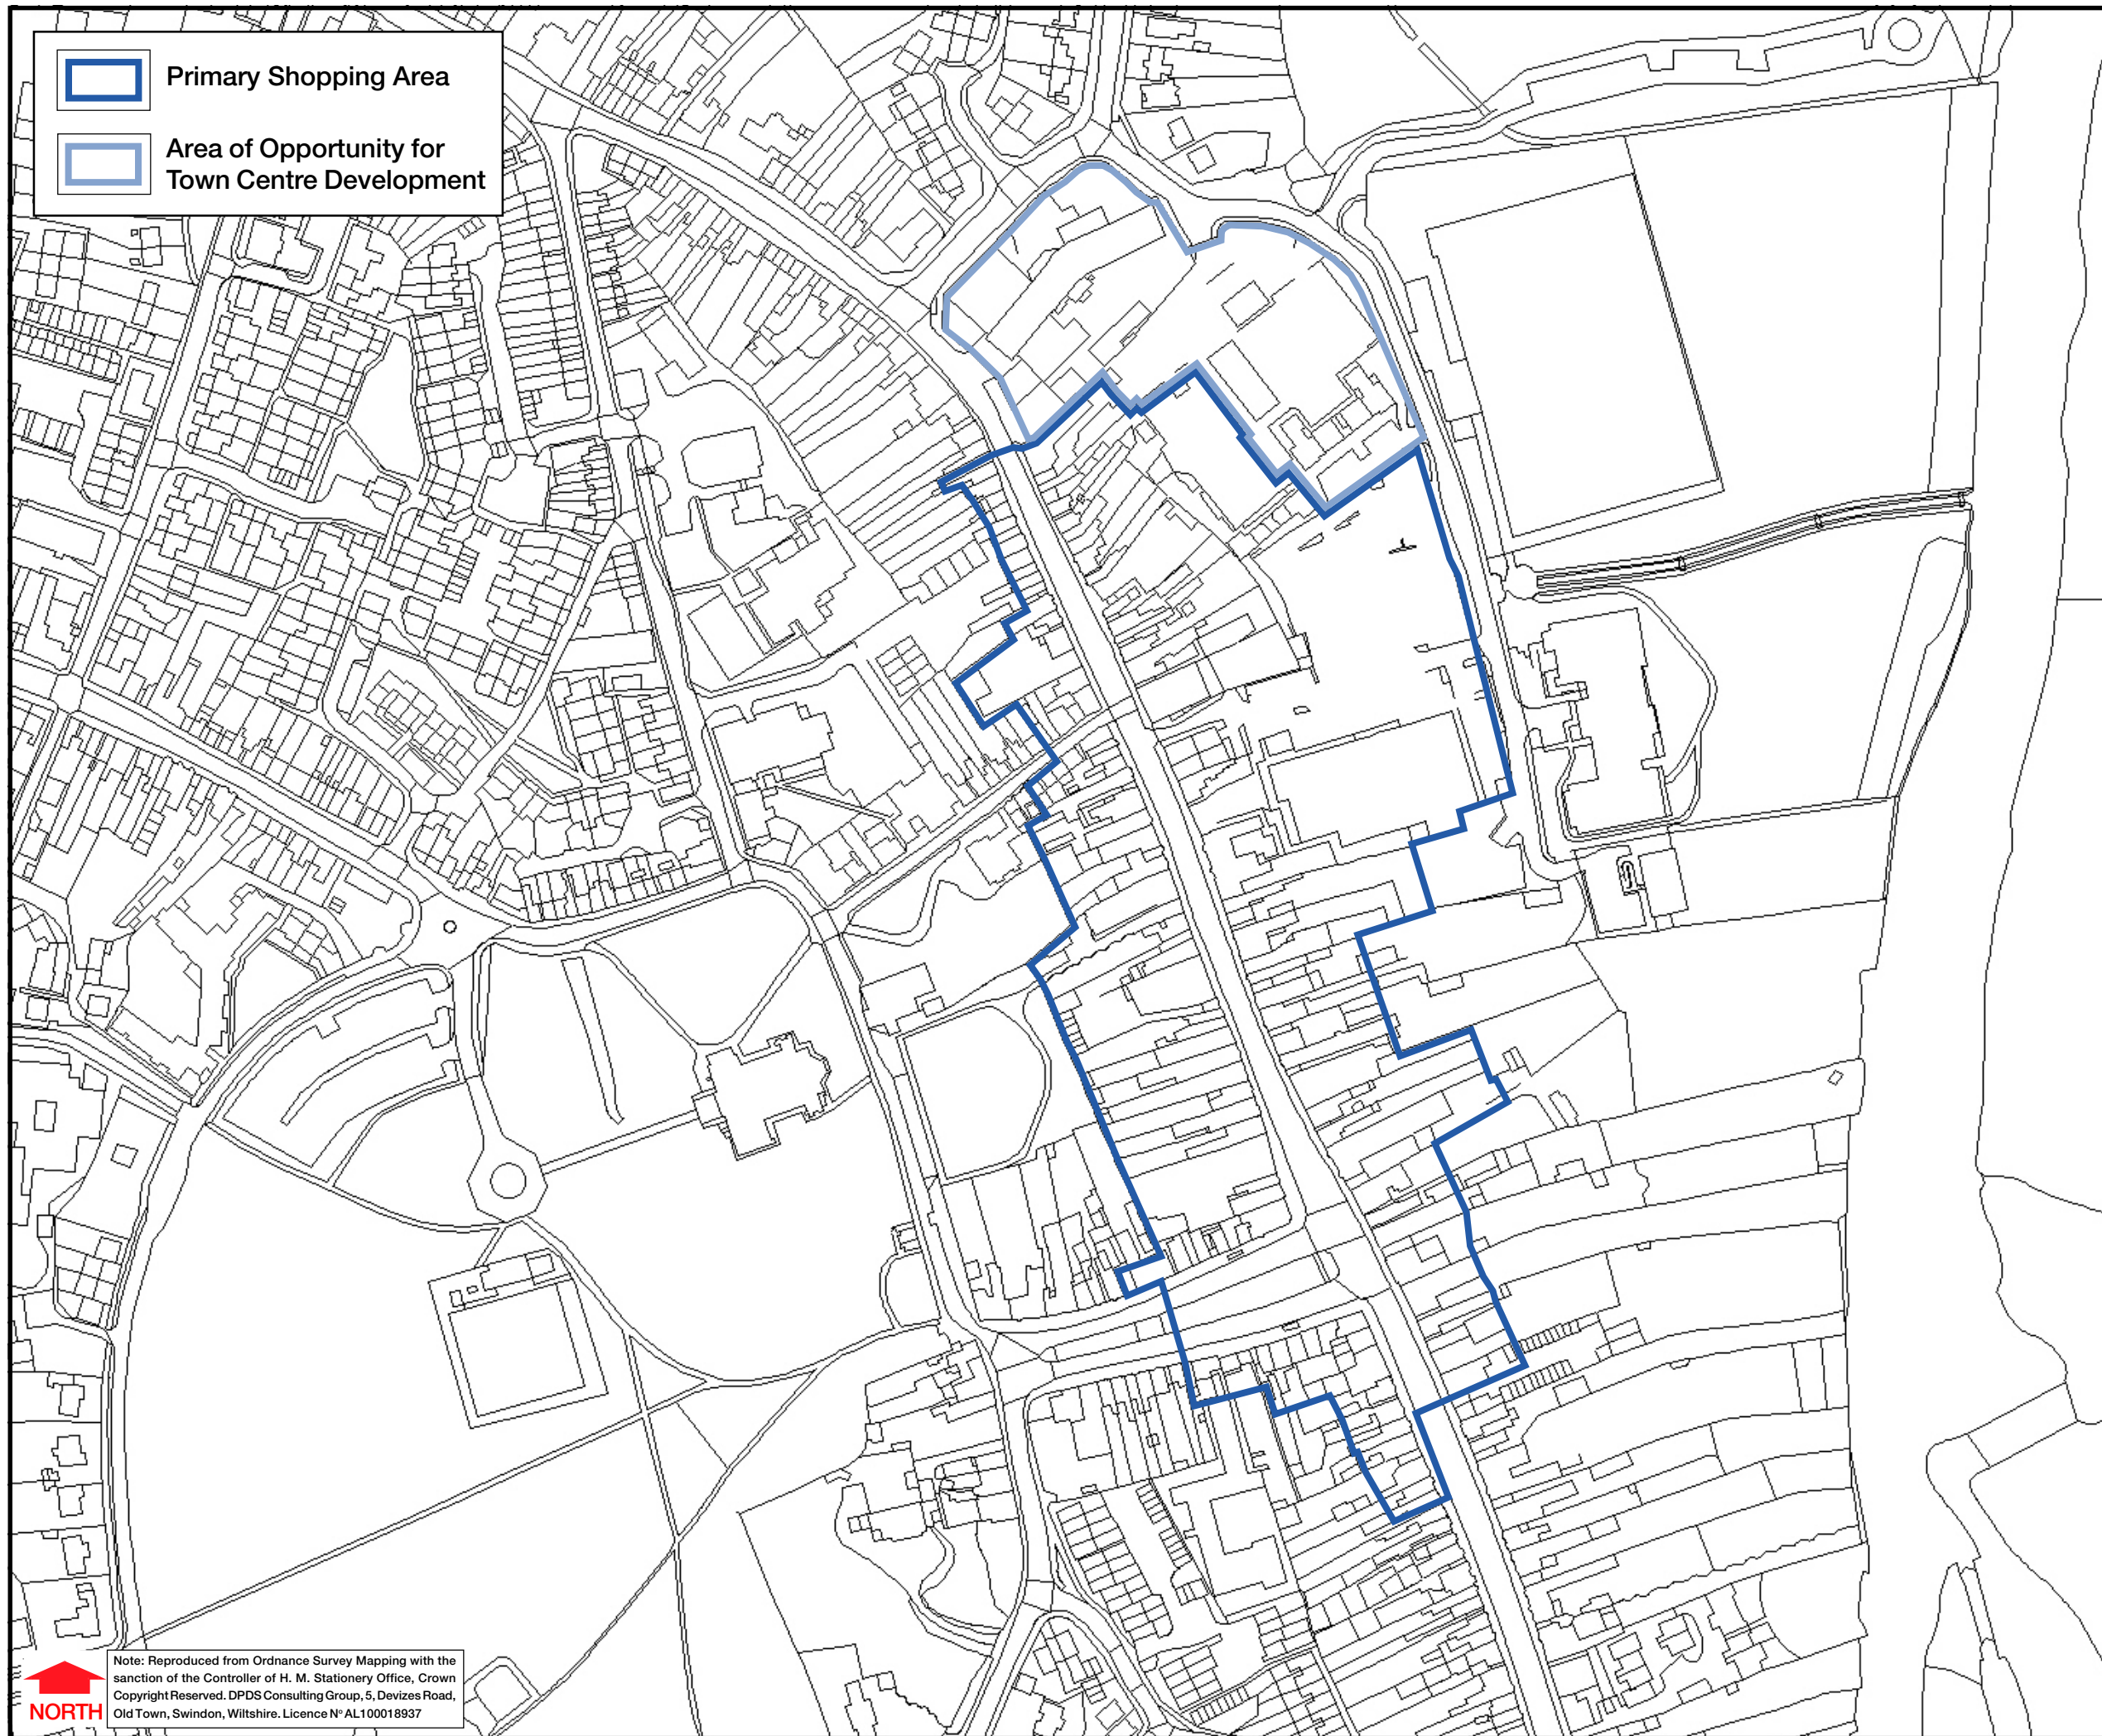 Primary Shopping Area
Area of Opportunity for
Town Centre Development
NORTH
Note: Reproduced from Ordnance Survey Mapping with the
sanction of the Controller of H. M. Stationery Office, Crown
Copyright Reserved. DPDS Consulting Group, 5, Devizes Road,
Old Town, Swindon, Wiltshire. Licence Nº AL100018937